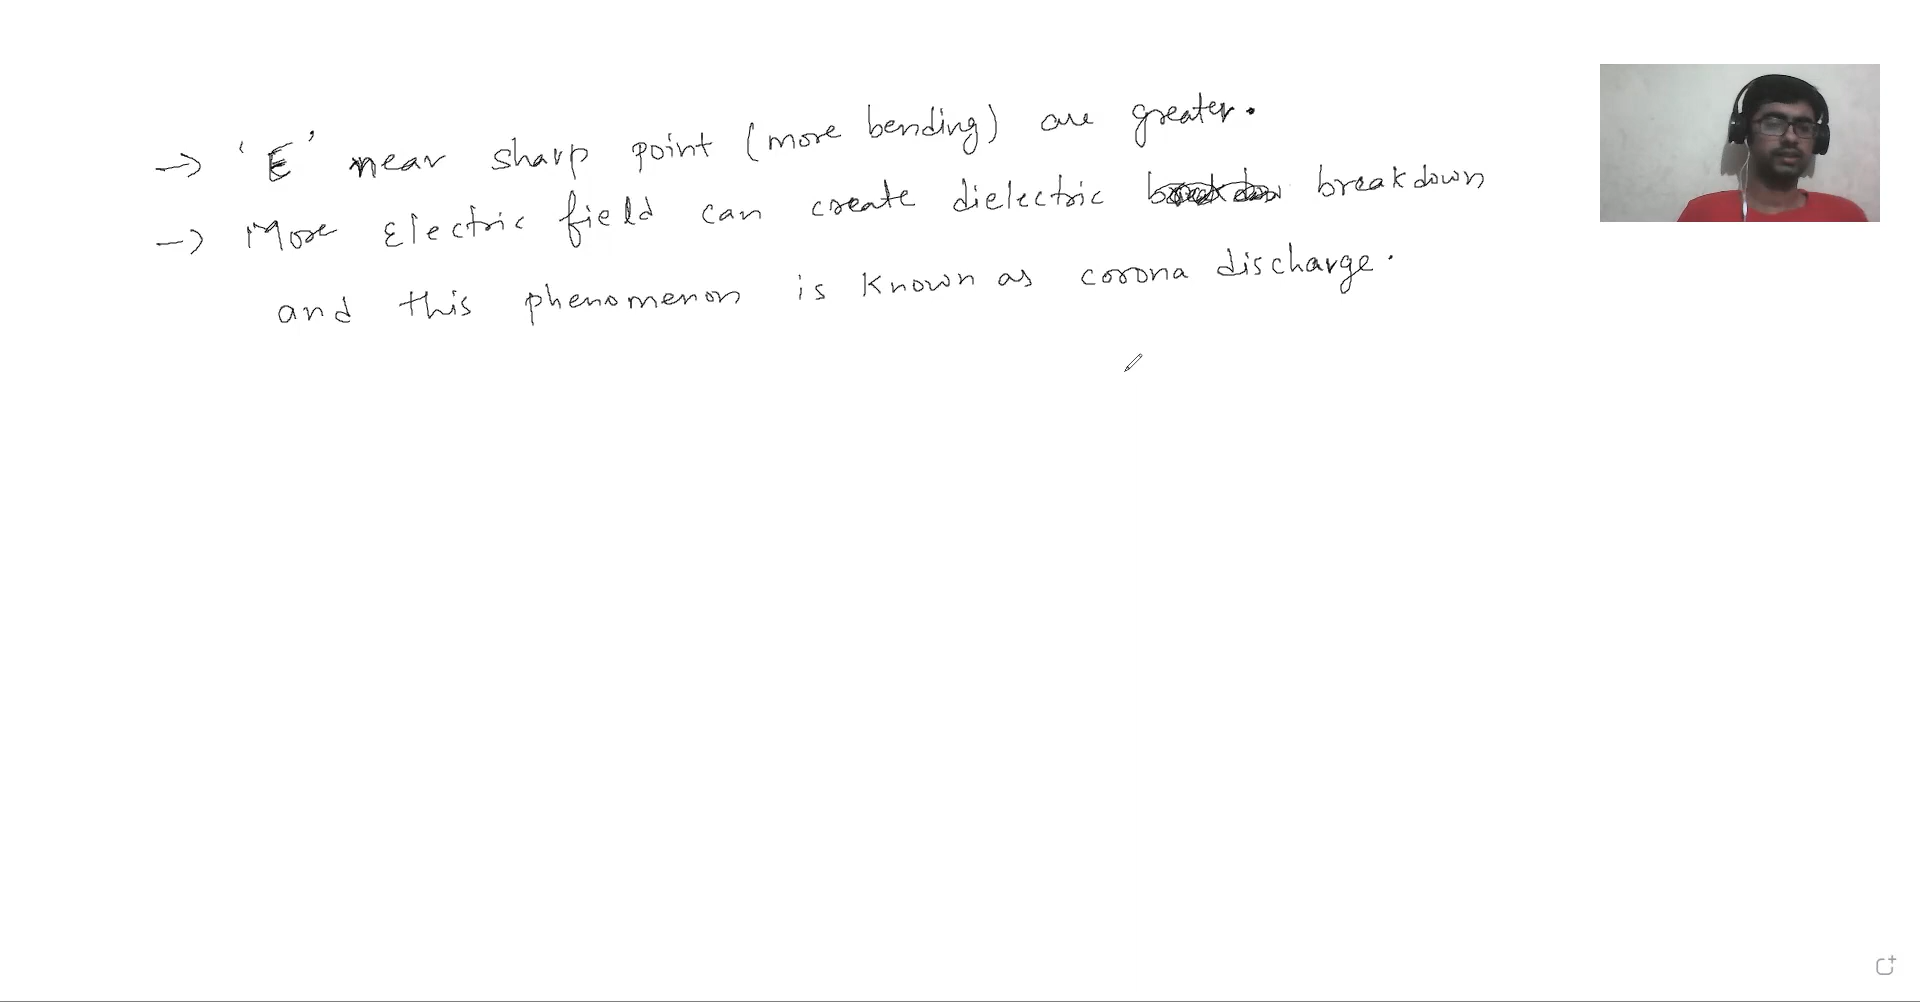 → 'E' near sharp point (more bending) are greater.
→ More Electric field can create dielectric breakdown
and this phenomenon is known as corona discharge.